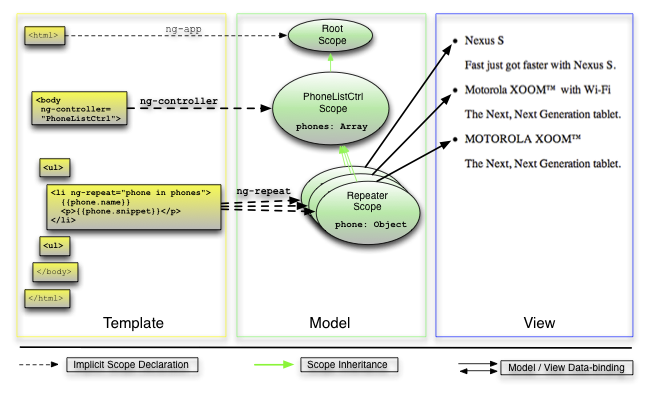 <html>
<body
ng-controller=
"PhoneListCtrl">
<ul>
<li ng-repeat="phone in phones">
{{phone.name}}
<p>{{phone.snippet}}</p>
</li>
<ul>
</body>
</html>
Template
ng-app
ng-controller
ng-repeat
Root
Scope
PhoneListCtrl
Scope
phones: Array
Repeater
Scope
phone: Object
Model
• Nexus S
Fast just got faster with Nexus S.
• Motorola XOOM™ with Wi-Fi
The Next, Next Generation tablet.
• MOTOROLA XOOM™
The Next, Next Generation tablet.
View
Implicit Scope Declaration
Scope Inheritance
Model / View Data-binding